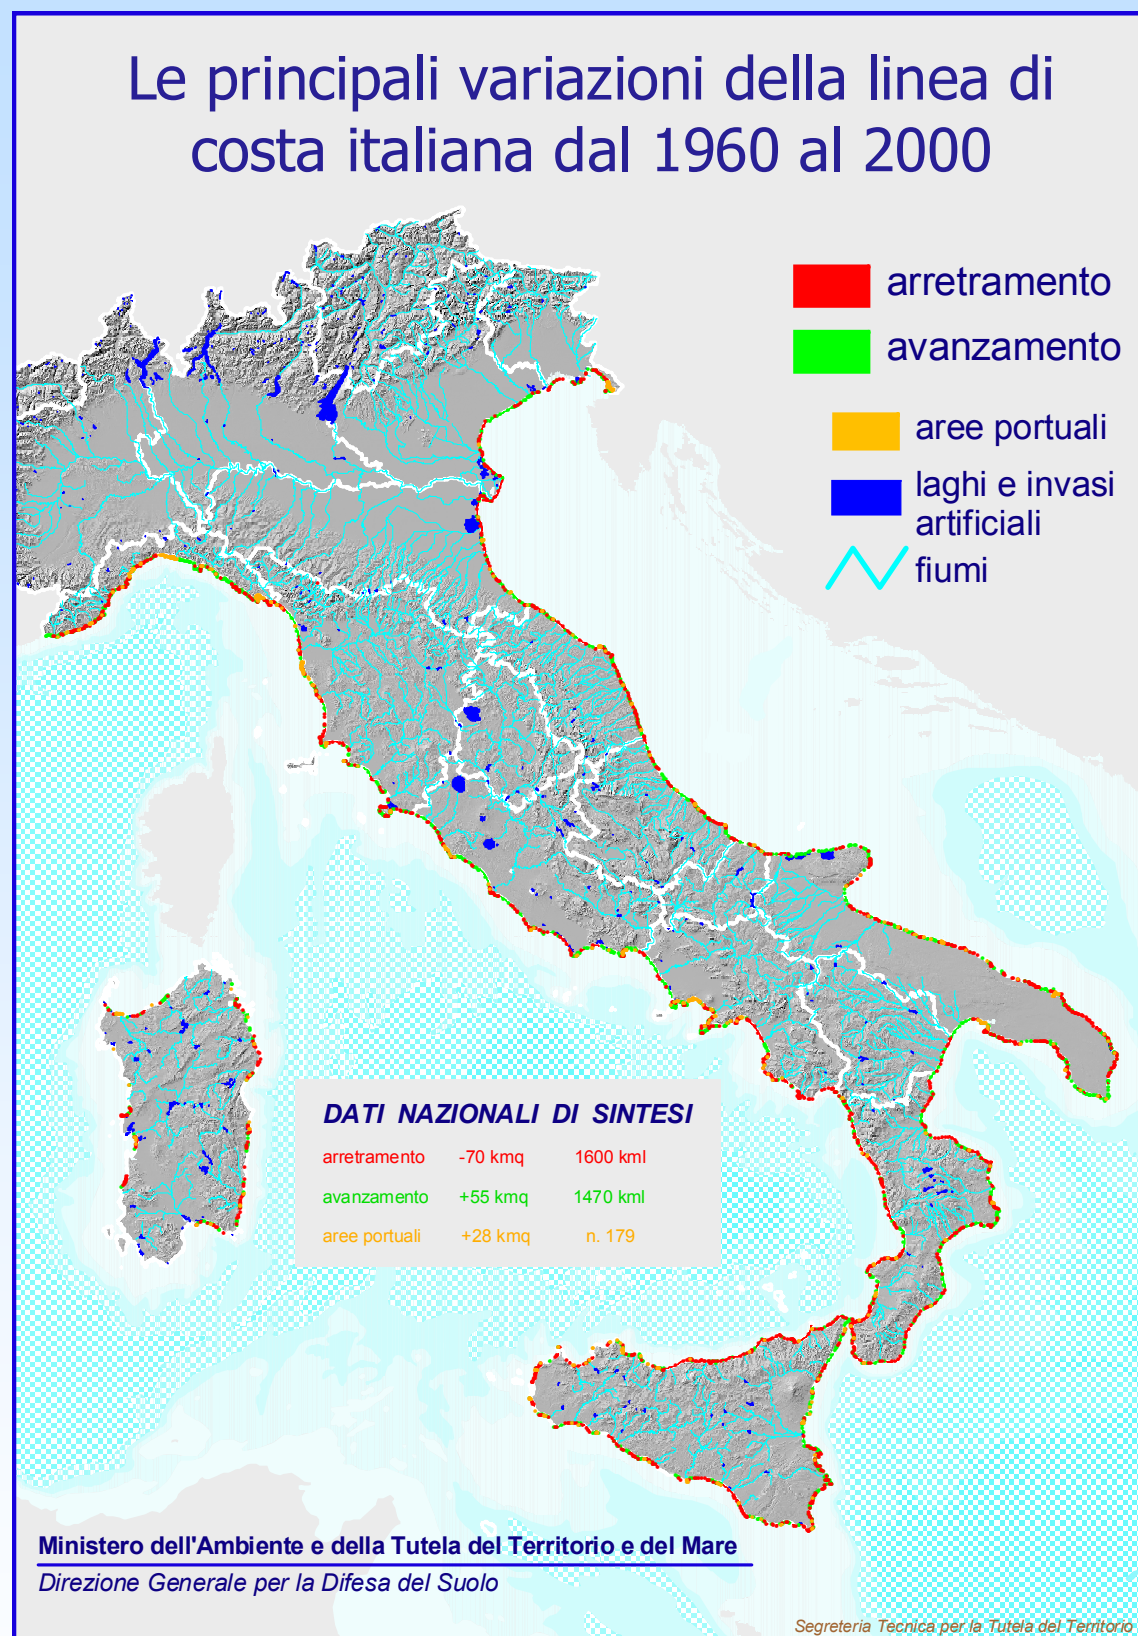 Le principali variazioni della linea di
costa italiana dal 1960 al 2000
arretramento
avanzamento
aree portuali
laghi e invasi
artificiali
fiumi
DATI NAZIONALI DI SINTESI
arretramento -70 kmq 1600 kml
avanzamento +55 kmq 1470 kml
aree portuali +28 kmq n. 179
Ministero dell'Ambiente e della Tutela del Territorio e del Mare
Direzione Generale per la Difesa del Suolo
Segreteria Tecnica per la Tutela del Territorio